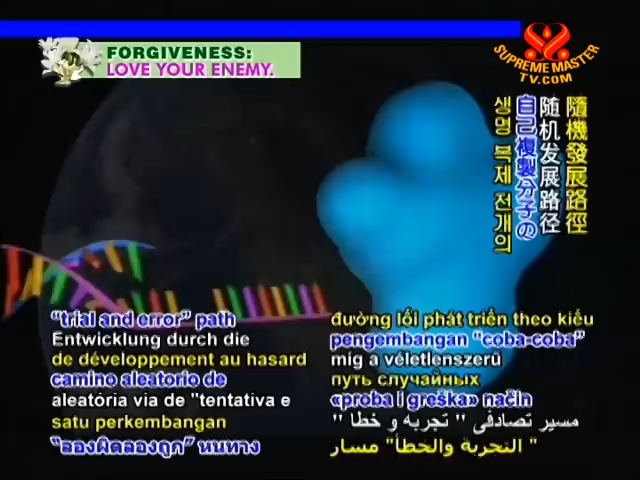 FORGIVENESS:
LOVE YOUR ENEMY.
SUPREME MASTER
TV.COM
隨機發展路徑
随机发展路径
自己複製分子の
생명 복제 전개의
"trial and error" path
Entwicklung durch die
de développement au hasard
camino aleatorio de
aleatória via de "tentativa e
satu perkembangan
"ลองผิดลองถูก" หนทาง
đường lối phát triển theo kiểu
pengembangan "coba-coba"
míg a véletlenszerű
путь случайных
«proba i greška» način
مسیر تصادفی " تجربه و خطا "
" التجربة والخطأ" مسار